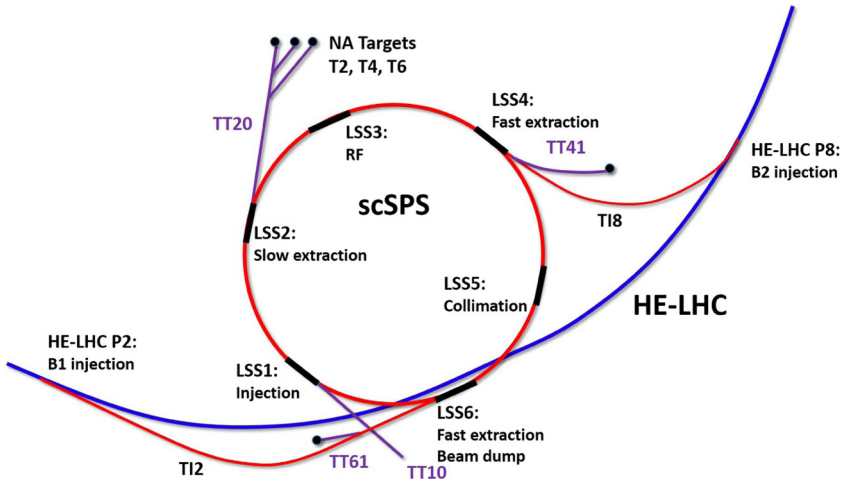 NA Targets
T2, T4, T6
TT20
LSS3:
RF
LSS4:
Fast extraction
TT41
HE-LHC P8:
B2 injection
scSPS
TI8
LSS2:
Slow extraction
LSS5:
Collimation
HE-LHC
HE-LHC P2:
B1 injection
LSS1:
Injection
LSS6:
Fast extraction
Beam dump
TT61
TT10
TI2